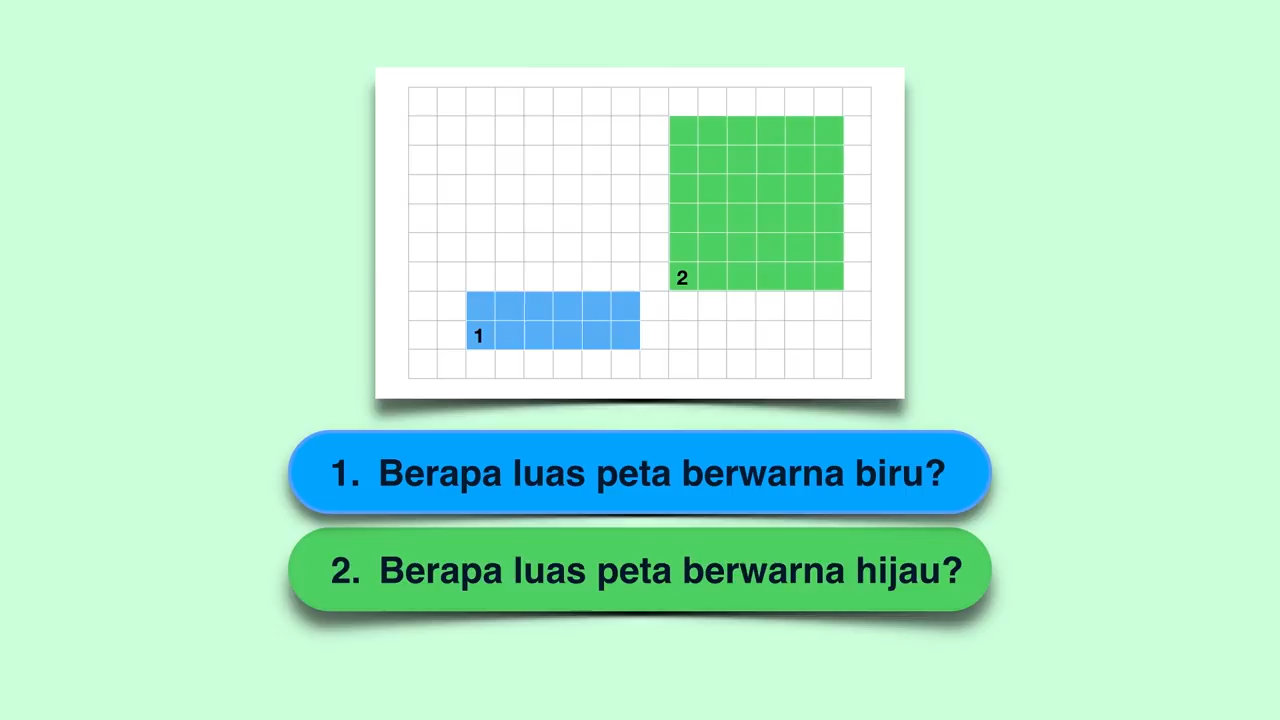 2
1
1. Berapa luas peta berwarna biru?
2. Berapa luas peta berwarna hijau?